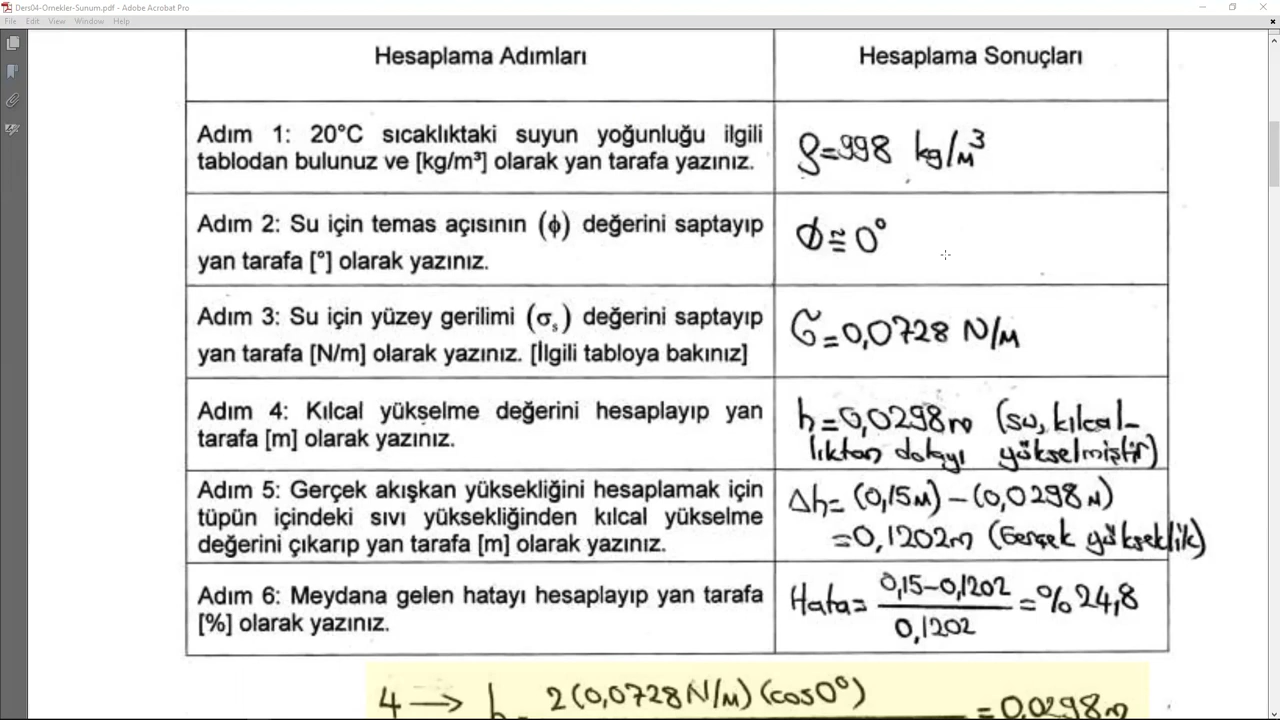 Ders04-Ornekler-Sunum.pdf - Adobe Acrobat Pro
File Edit View Window Help
Hesaplama Adımları
Hesaplama Sonuçları
Adım 1: 20°C sıcaklıktaki suyun yoğunluğu ilgili
tablodan bulunuz ve [kg/m³] olarak yan tarafa yazınız.
ρ=998 kg/m³
Adım 2: Su için temas açısının (ϕ) değerini saptayıp
yan tarafa [°] olarak yazınız.
Ø≅0°
Adım 3: Su için yüzey gerilimi (σₛ) değerini saptayıp
yan tarafa [N/m] olarak yazınız. [İlgili tabloya bakınız]
σ=0,0728 N/m
Adım 4: Kılcal yükselme değerini hesaplayıp yan
tarafa [m] olarak yazınız.
h=0,0298m (su, kılcal-
lıktan dolayı yükselmiştir)
Adım 5: Gerçek akışkan yüksekliğini hesaplamak için
tüpün içindeki sıvı yüksekliğinden kılcal yükselme
değerini çıkarıp yan tarafa [m] olarak yazınız.
Δh=(0,15m)-(0,0298m)
=0,1202m (Gerçek yükseklik)
Adım 6: Meydana gelen hatayı hesaplayıp yan tarafa
[%] olarak yazınız.
Hata= 0,15-0,1202 =%24,8
0,1202
4 → h 2(0,0728N/m)(cos0°) =0,0298m